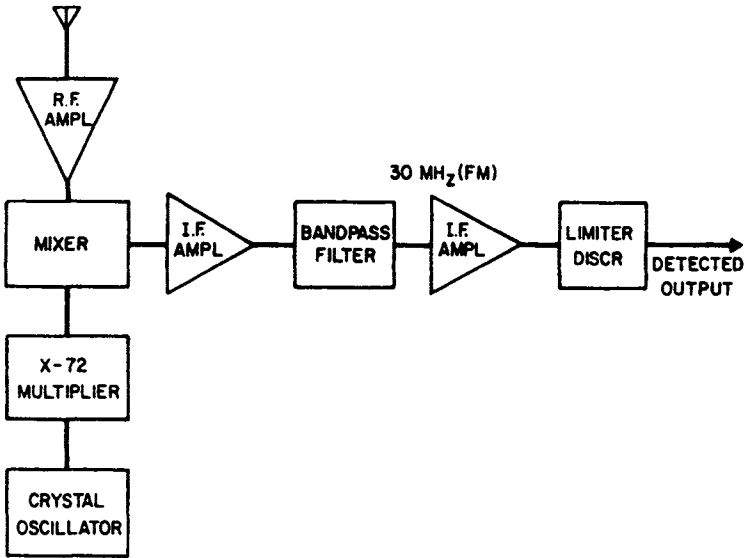 R.F.
AMPL
30 MHz (FM)
MIXER
I.F.
AMPL
BANDPASS
FILTER
I.F.
AMPL
LIMITER
DISCR
DETECTED
OUTPUT
X-72
MULTIPLIER
CRYSTAL
OSCILLATOR